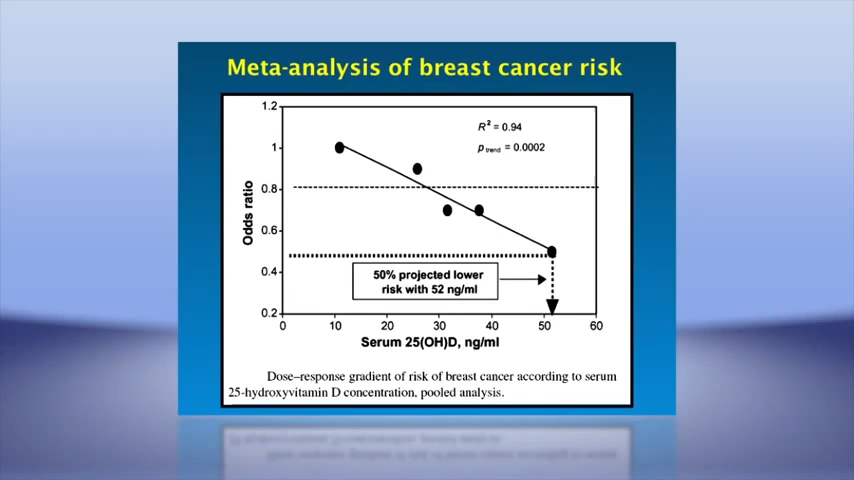 Meta-analysis of breast cancer risk
1.2
1
0.8
0.6
0.4
0.2
Odds ratio
R² = 0.94
p trend = 0.0002
50% projected lower
risk with 52 ng/ml
0
10
20
30
40
50
60
Serum 25(OH)D, ng/ml
Dose–response gradient of risk of breast cancer according to serum
25-hydroxyvitamin D concentration, pooled analysis.